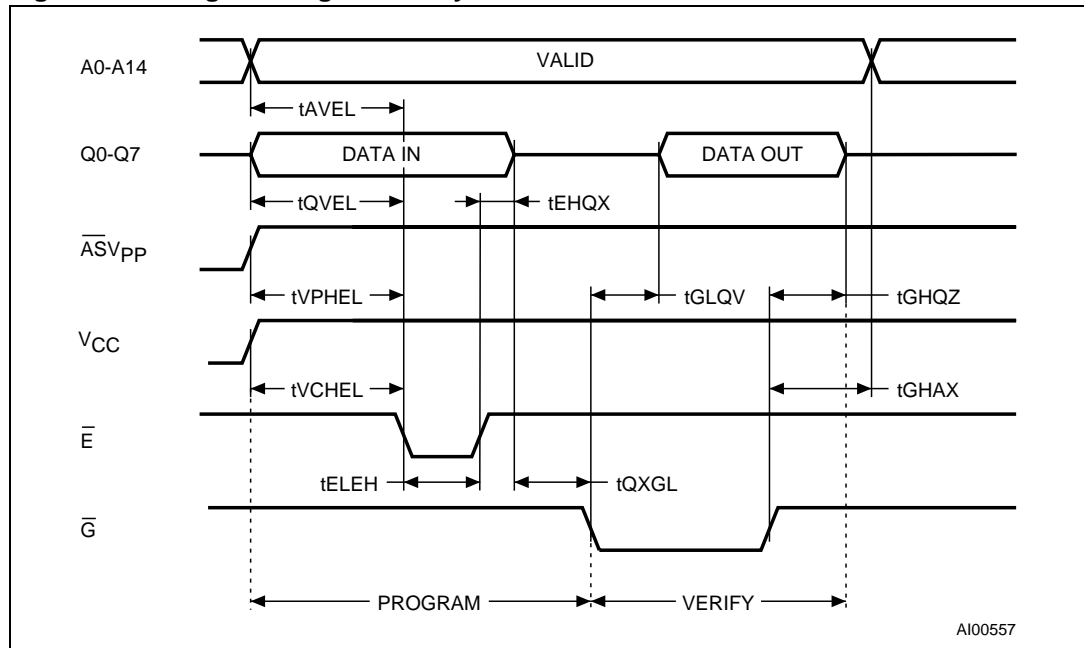 A0-A14
VALID
tAVEL
Q0-Q7
DATA IN
DATA OUT
tQVEL
tEHQX
ASVPP
tVPHEL
tGLQV
tGHQZ
VCC
tVCHEL
tGHAX
E
tELEH
tQXGL
G
PROGRAM
VERIFY
AI00557